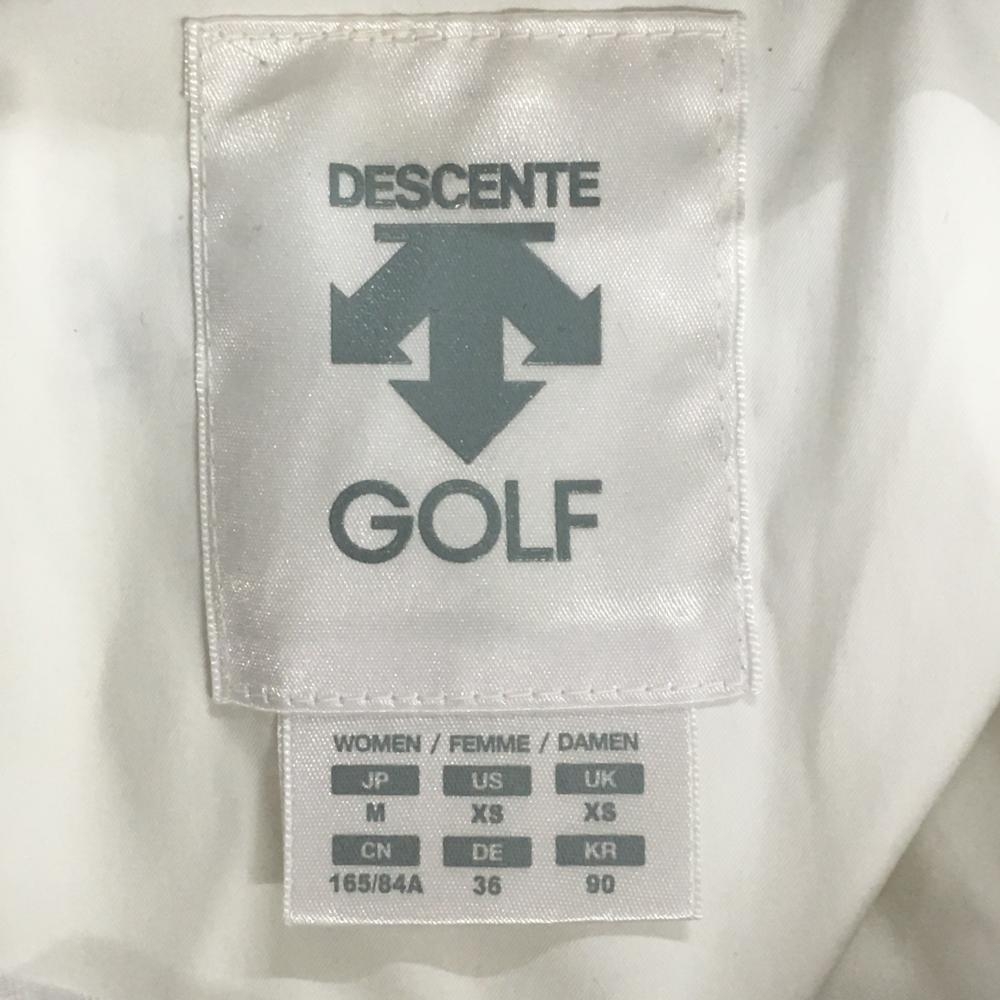 DESCENTE
GOLF
WOMEN / FEMME / DAMEN
JP US UK
M XS XS
CN DE KR
165/84A 36 90